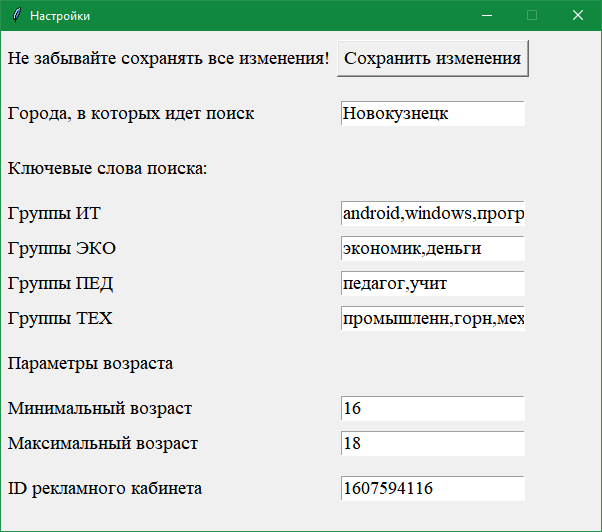 Настройки
Не забывайте сохранять все изменения! Сохранить изменения
Города, в которых идет поиск Новокузнецк
Ключевые слова поиска:
Группы ИТ android,windows,прогр
Группы ЭКО экономик,деньги
Группы ПЕД педагог,учит
Группы ТЕХ промышленн,горн,мех
Параметры возраста
Минимальный возраст 16
Максимальный возраст 18
ID рекламного кабинета 1607594116